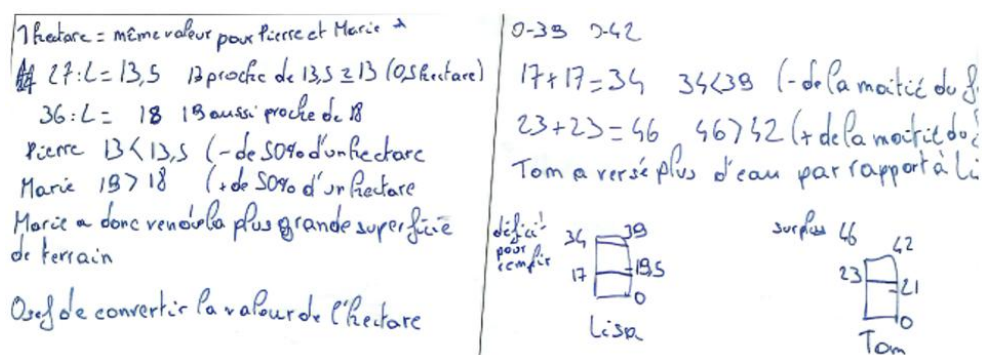 1 hectare = même valeur pour Pierre et Marie
27:2 = 13,5 13 proche de 13,5 ≥ 13 (0,5 hectare)
36:2 = 18 19 aussi proche de 18
Pierre 13 < 13,5 (- de 50% d'un hectare
Marie 19 > 18 (+ de 50% d'un hectare
Marie a donc vendu la plus grande superficie
de terrain
Osef de convertir la valeur de l'hectare
0-39 0-42
17+17=34 34<39 (- de la moitié du
23+23=46 46>42 (+ de la moitié du
Tom a versé plus d'eau par rapport à Li
déficit
pour
remplir
34 39
17 19,5
0
Lisa
surplus 46 42
23 21
0
Tom